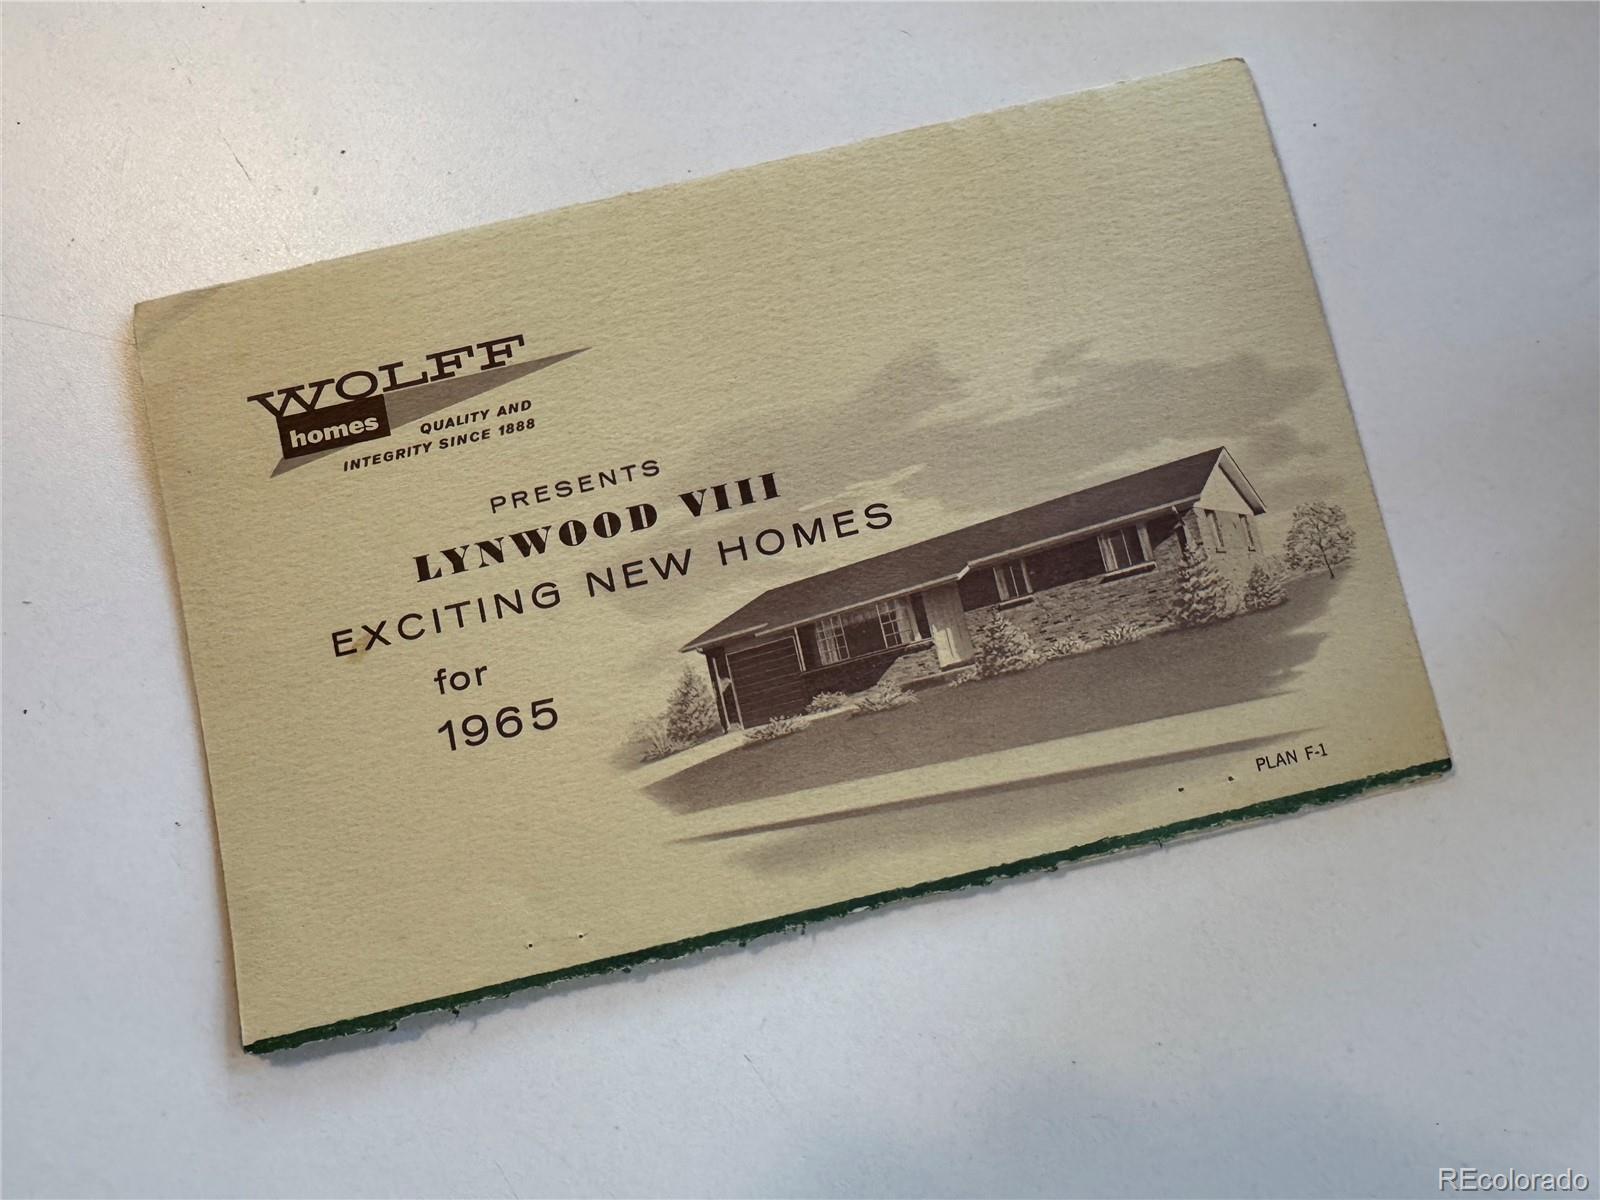 WOLFF
homes
QUALITY AND
INTEGRITY SINCE 1888
PRESENTS
LYNWOOD VIII
EXCITING NEW HOMES
for
1965
PLAN F-1
REcolorado